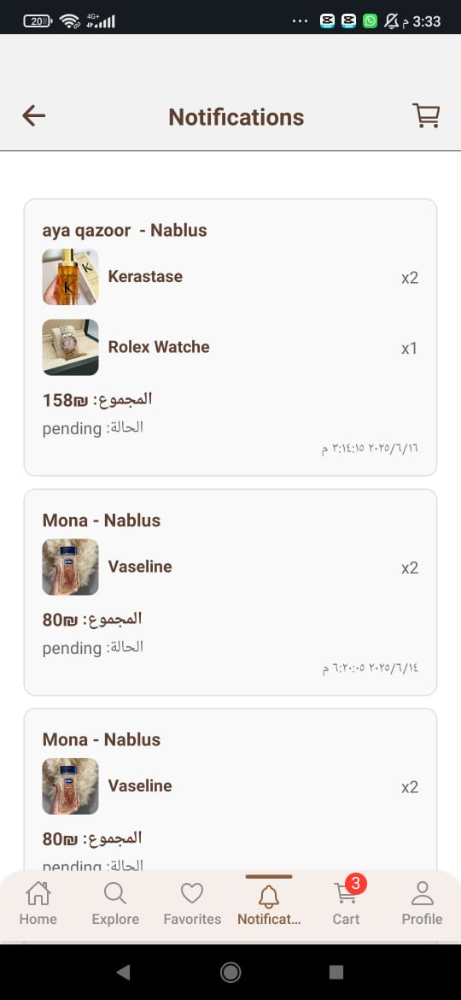 20 4G+ ... م 3:33
Notifications
aya qazoor - Nablus
Kerastase x2
Rolex Watche x1
المجموع: ₪158
الحالة: pending
٢٠٢٥/٦/١٦ ٣:١٤:١٥ م
Mona - Nablus
Vaseline x2
المجموع: ₪80
الحالة: pending
٢٠٢٥/٦/١٤ ٦:٢٠:٠٥ م
Mona - Nablus
Vaseline x2
المجموع: ₪80
الحالة: pending
3
Home Explore Favorites Notificat... Cart Profile